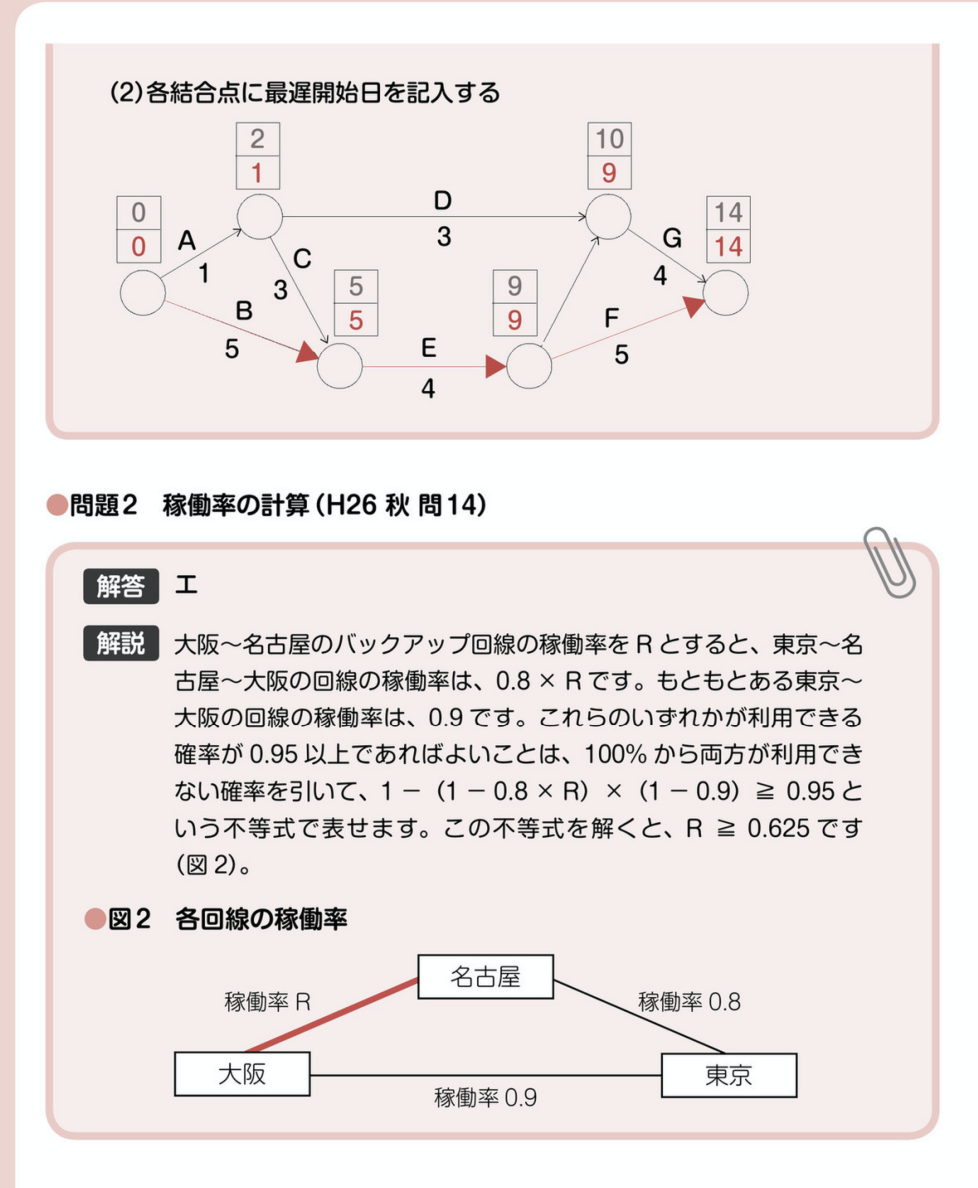 (2)各結合点に最遅開始日を記入する
2
1
10
9
0
0
14
14
A
1
D
3
G
4
C
3
5
5
9
9
B
5
E
4
F
5
●問題2 稼働率の計算(H26 秋 問14)
解答 エ
解説 大阪〜名古屋のバックアップ回線の稼働率を R とすると、東京〜名
古屋〜大阪の回線の稼働率は、0.8 × R です。もともとある東京〜
大阪の回線の稼働率は、0.9 です。これらのいずれかが利用できる
確率が 0.95 以上であればよいことは、100% から両方が利用でき
ない確率を引いて、1 − (1 − 0.8 × R) × (1 − 0.9) ≧ 0.95 と
いう不等式で表せます。この不等式を解くと、R ≧ 0.625 です
(図 2)。
●図2 各回線の稼働率
名古屋
稼働率 R
稼働率 0.8
大阪
東京
稼働率 0.9